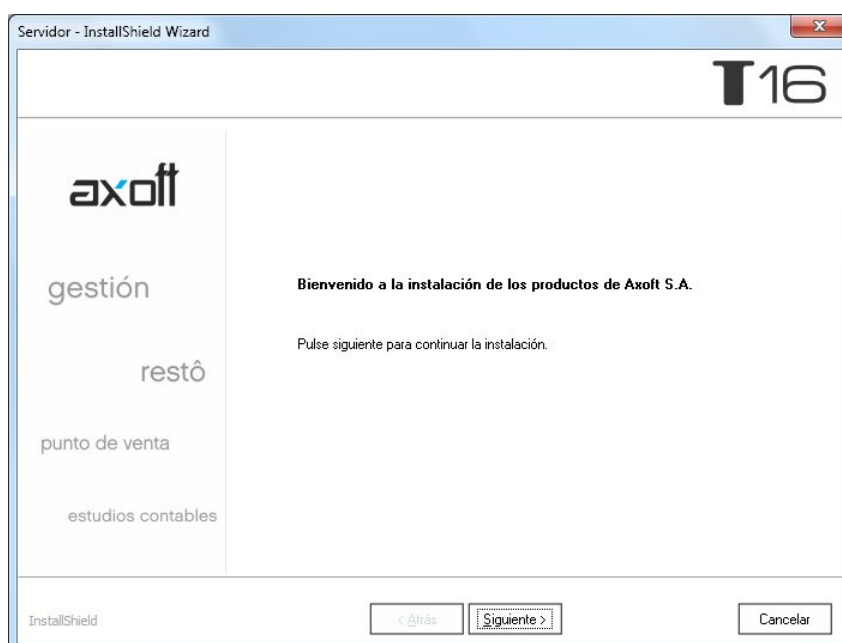 Servidor - InstallShield Wizard
T16
axoft
gestión
restô
punto de venta
estudios contables
Bienvenido a la instalación de los productos de Axoft S.A.
Pulse siguiente para continuar la instalación.
InstallShield
< Atrás
Siguiente >
Cancelar